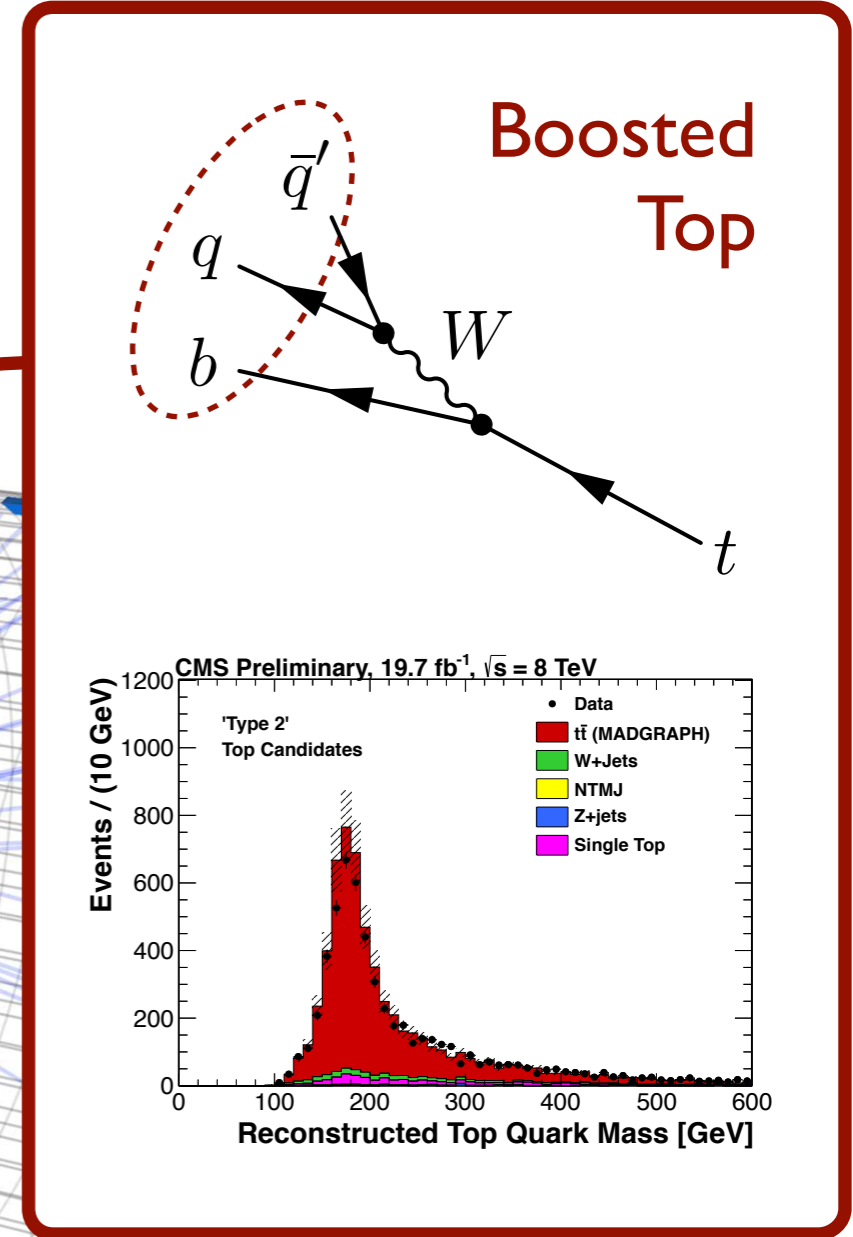 Boosted
Top
q̄′
q
W
b
t
CMS Preliminary, 19.7 fb⁻¹, √s = 8 TeV
Events / (10 GeV)
1200
1000
800
600
400
200
0
'Type 2'
Top Candidates
Data
tt̄ (MADGRAPH)
W+Jets
NTMJ
Z+jets
Single Top
0 100 200 300 400 500 600
Reconstructed Top Quark Mass [GeV]